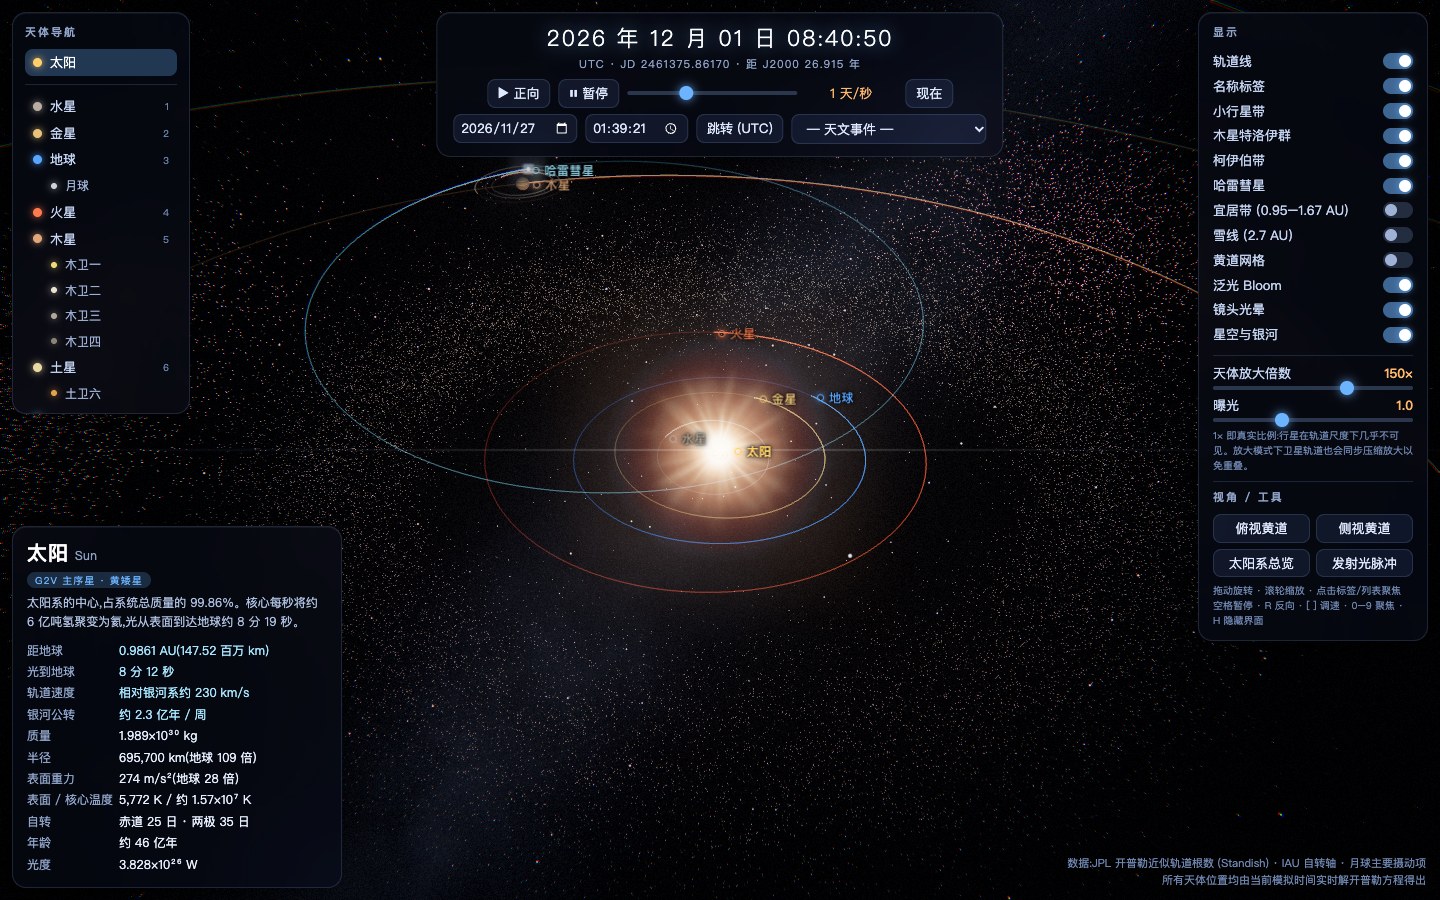 天体导航
太阳
水星 1
金星 2
地球 3
月球
火星 4
木星 5
木卫一
木卫二
木卫三
木卫四
土星 6
土卫六
2026 年 12 月 01 日 08:40:50
UTC · JD 2461375.86170 · 距 J2000 26.915 年
▶ 正向
⏸ 暂停
1 天/秒
现在
2026/11/27
01:39:21
跳转 (UTC)
— 天文事件 —
哈雷彗星
木星
火星
金星
地球
水星
太阳
显示
轨道线
名称标签
小行星带
木星特洛伊群
柯伊伯带
哈雷彗星
宜居带 (0.95–1.67 AU)
雪线 (2.7 AU)
黄道网格
泛光 Bloom
镜头光晕
星空与银河
天体放大倍数 150×
曝光 1.0
1× 即真实比例:行星在轨道尺度下几乎不可
见。放大模式下卫星轨道也会同步压缩放大以
免重叠。
视角 / 工具
俯视黄道
侧视黄道
太阳系总览
发射光脉冲
拖动旋转 · 滚轮缩放 · 点击标签/列表聚焦
空格暂停 · R 反向 · [ ] 调速 · 0–9 聚焦 ·
H 隐藏界面
太阳 Sun
G2V 主序星 · 黄矮星
太阳系的中心,占系统总质量的 99.86%。核心每秒将约
6 亿吨氢聚变为氦,光从表面到达地球约 8 分 19 秒。
距地球 0.9861 AU(147.52 百万 km)
光到地球 8 分 12 秒
轨道速度 相对银河系约 230 km/s
银河公转 约 2.3 亿年 / 周
质量 1.989×10³⁰ kg
半径 695,700 km(地球 109 倍)
表面重力 274 m/s²(地球 28 倍)
表面 / 核心温度 5,772 K / 约 1.57×10⁷ K
自转 赤道 25 日 · 两极 35 日
年龄 约 46 亿年
光度 3.828×10²⁶ W
数据:JPL 开普勒近似轨道根数 (Standish) · IAU 自转轴 · 月球主要摄动项
所有天体位置均由当前模拟时间实时解开普勒方程得出